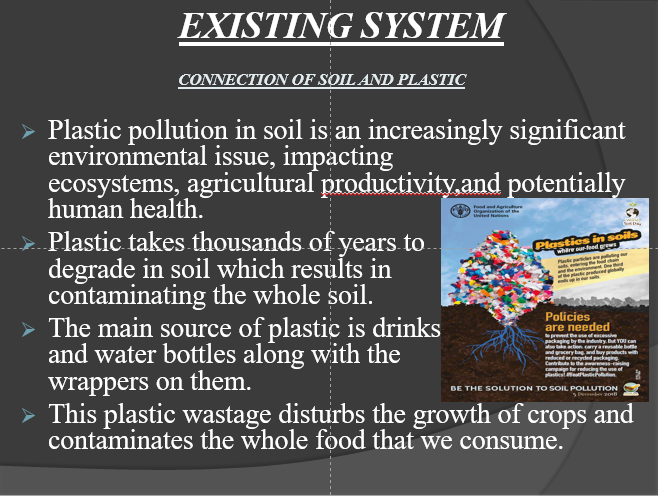 EXISTING SYSTEM
CONNECTION OF SOIL AND PLASTIC
Plastic pollution in soil is an increasingly significant
environmental issue, impacting
ecosystems, agricultural productivity,and potentially
human health.
Plastic takes thousands of years to
degrade in soil which results in
contaminating the whole soil.
The main source of plastic is drinks
and water bottles along with the
wrappers on them.
This plastic wastage disturbs the growth of crops and
contaminates the whole food that we consume.
Food and Agriculture
Organization of the
United Nations
Plastics in soils
where our food grows
Plastic particles are polluting our
soils, entering the food chain
and the environment. One third
of the plastic produced globally
ends up in our soils.
Policies
are needed
to prevent the use of excessive
packaging by the industry. But YOU can
also take action. carry a reusable bottle
and grocery bag, and buy products with
reduced or recycled packaging.
Contribute to the awareness-raising
campaign for reducing the use of
plastics! #BeatPlasticPollution.
BE THE SOLUTION TO SOIL POLLUTION
5 December 2018